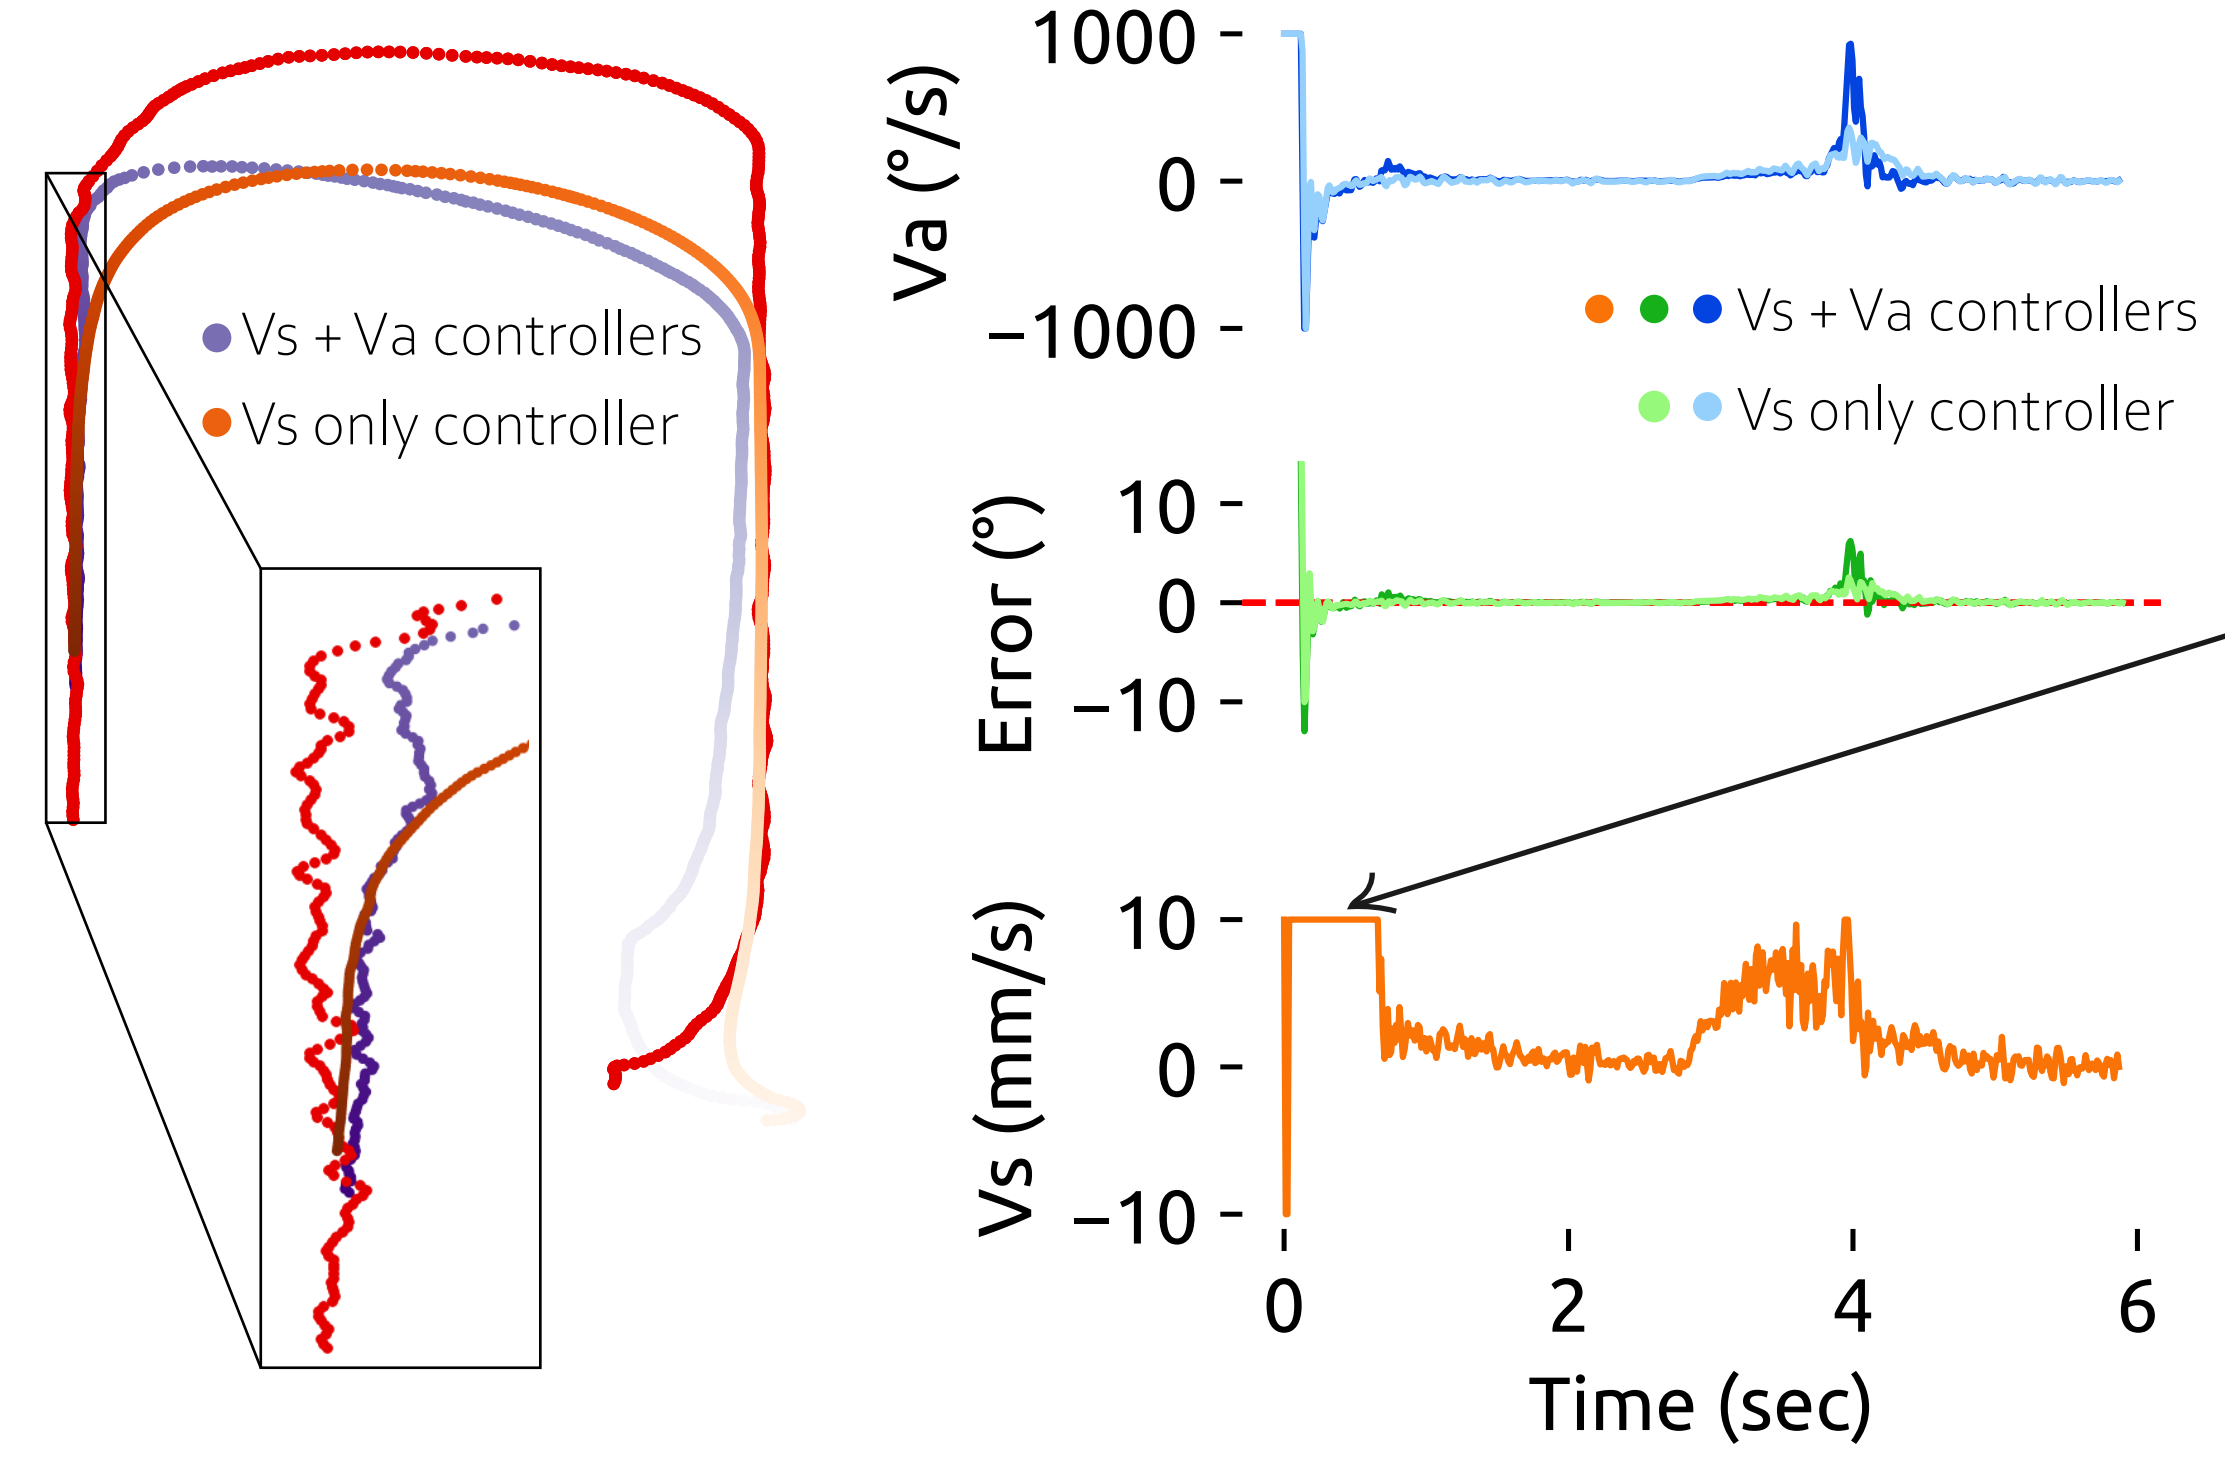 Vs + Va controllers
Vs only controller
Va (°/s)
1000
0
−1000
Vs + Va controllers
Vs only controller
Error (°)
10
0
−10
Vs (mm/s)
10
0
−10
0 2 4 6
Time (sec)